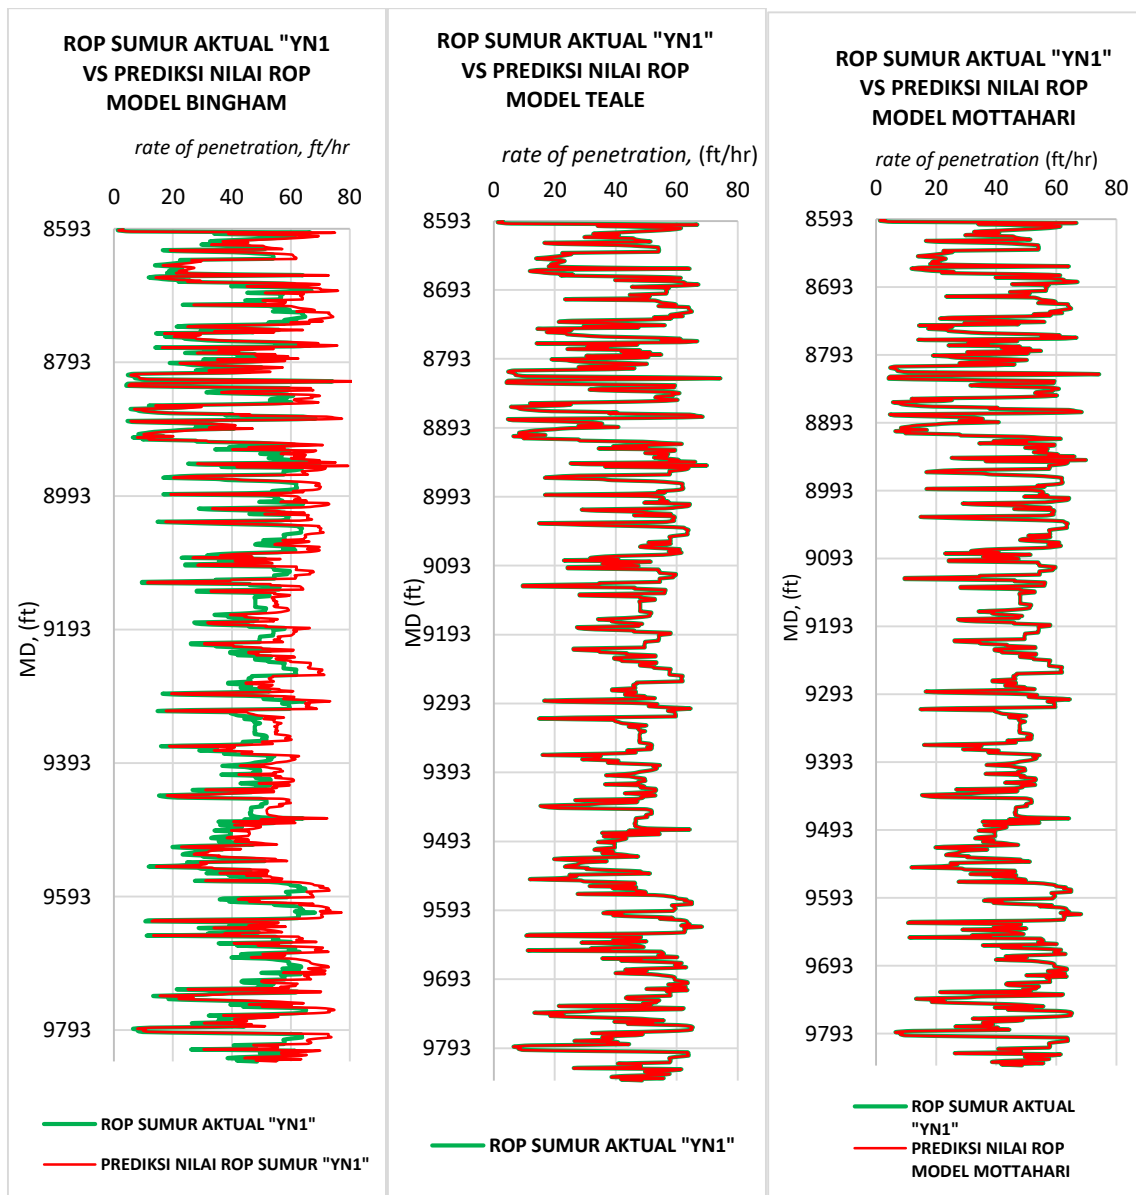 ROP SUMUR AKTUAL "YN1
VS PREDIKSI NILAI ROP
MODEL BINGHAM
rate of penetration, ft/hr
0 20 40 60 80
8593
8793
8993
9193
9393
9593
9793
MD, (ft)
ROP SUMUR AKTUAL "YN1"
PREDIKSI NILAI ROP SUMUR "YN1"
ROP SUMUR AKTUAL "YN1"
VS PREDIKSI NILAI ROP
MODEL TEALE
rate of penetration, (ft/hr)
0 20 40 60 80
8593
8693
8793
8893
8993
9093
9193
9293
9393
9493
9593
9693
9793
MD (ft)
ROP SUMUR AKTUAL "YN1"
ROP SUMUR AKTUAL "YN1"
VS PREDIKSI NILAI ROP
MODEL MOTTAHARI
rate of penetration (ft/hr)
0 20 40 60 80
8593
8693
8793
8893
8993
9093
9193
9293
9393
9493
9593
9693
9793
MD, (ft)
ROP SUMUR AKTUAL
"YN1"
PREDIKSI NILAI ROP
MODEL MOTTAHARI